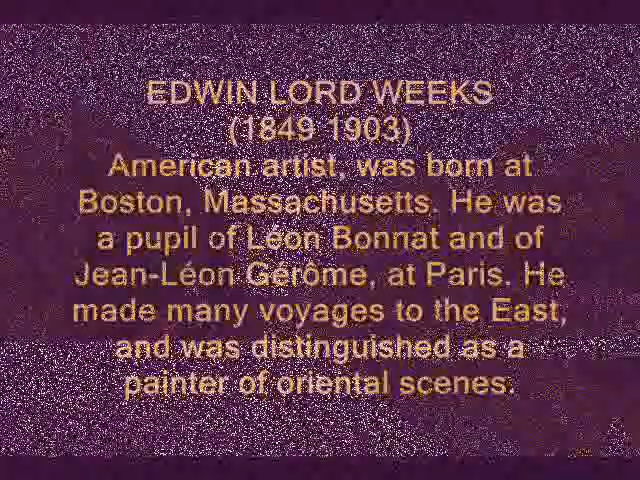 EDWIN LORD WEEKS
(1849 1903)
American artist, was born at
Boston, Massachusetts. He was
a pupil of Léon Bonnat and of
Jean-Léon Gérôme, at Paris. He
made many voyages to the East,
and was distinguished as a
painter of oriental scenes.